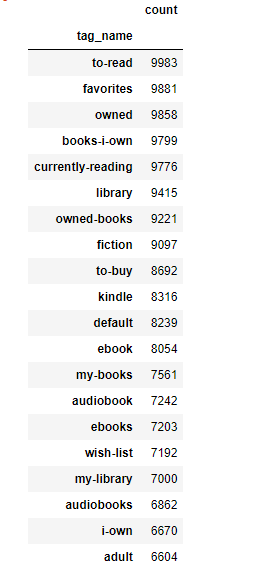 count
tag_name
to-read 9983
favorites 9881
owned 9858
books-i-own 9799
currently-reading 9776
library 9415
owned-books 9221
fiction 9097
to-buy 8692
kindle 8316
default 8239
ebook 8054
my-books 7561
audiobook 7242
ebooks 7203
wish-list 7192
my-library 7000
audiobooks 6862
i-own 6670
adult 6604